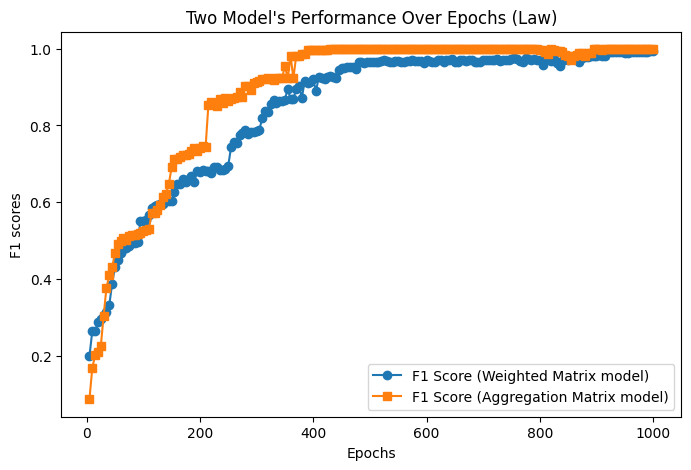 Two Model's Performance Over Epochs (Law)
1.0
0.8
0.6
0.4
0.2
F1 scores
0
200
400
600
800
1000
Epochs
F1 Score (Weighted Matrix model)
F1 Score (Aggregation Matrix model)